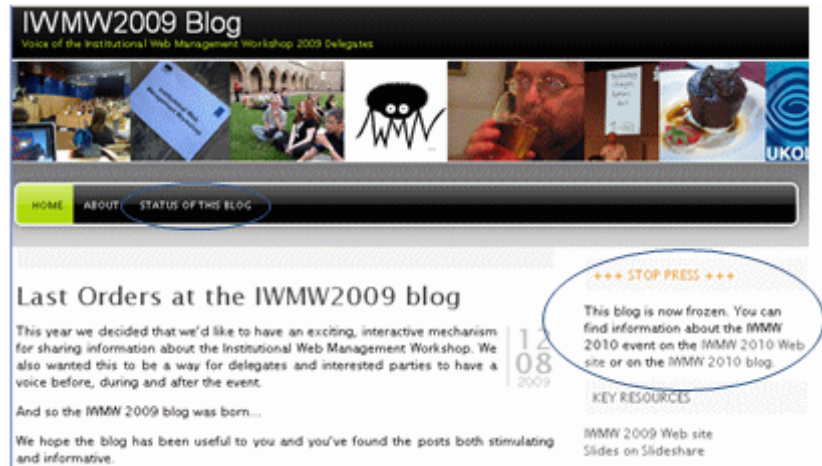 IWMW2009 Blog
Voice of the Institutional Web Management Workshop 2009 Delegates
Institutional Web
Management Workshop
IWMW
UKOL
HOME ABOUT STATUS OF THIS BLOG
Last Orders at the IWMW2009 blog
12
08
2009
This year we decided that we'd like to have an exciting, interactive mechanism
for sharing information about the Institutional Web Management Workshop. We
also wanted this to be a way for delegates and interested parties to have a
voice before, during and after the event.
And so the IWMW 2009 blog was born...
We hope the blog has been useful to you and you've found the posts both stimulating
and informative.
+++ STOP PRESS +++
This blog is now frozen. You can
find information about the IWMW
2010 event on the IWMW 2010 Web
site or on the IWMW 2010 blog.
KEY RESOURCES
IWMW 2009 Web site
Slides on Slideshare